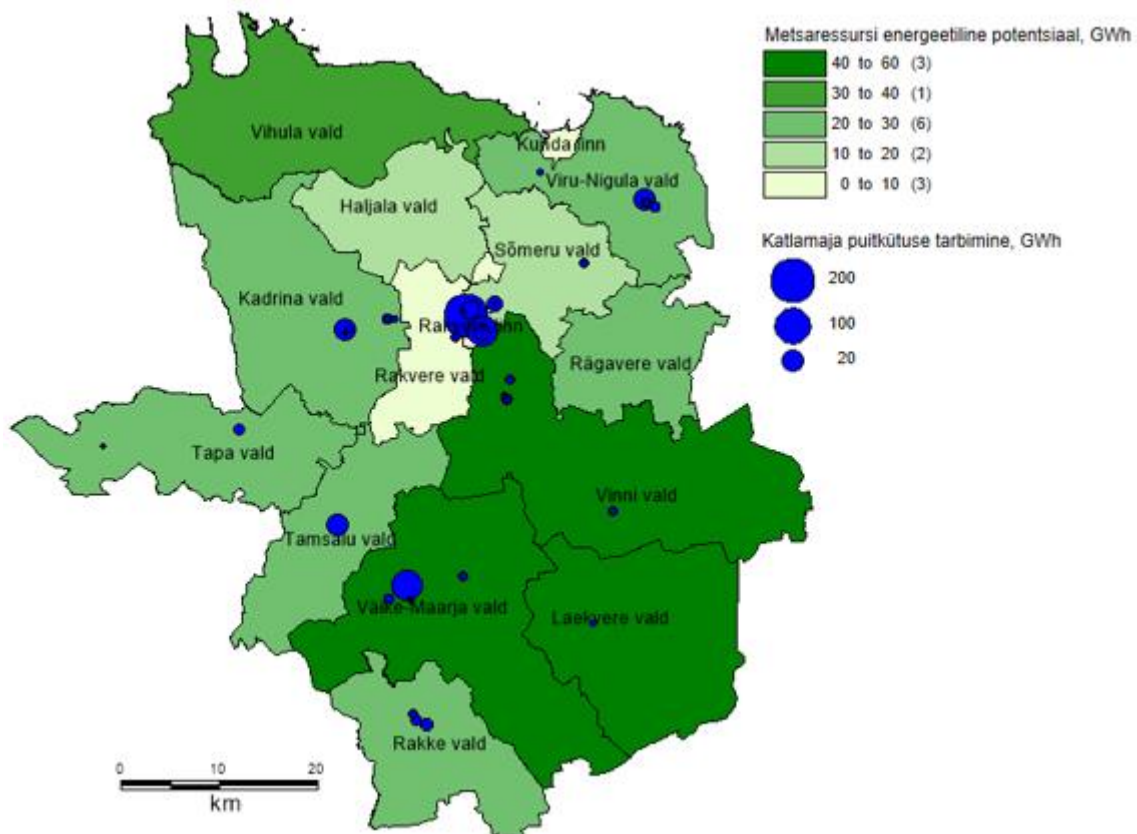 Metsaressursi energeetiline potentsiaal, GWh
40 to 60 (3)
30 to 40 (1)
20 to 30 (6)
10 to 20 (2)
0 to 10 (3)
Katlamaja puitkütuse tarbimine, GWh
200
100
20
Vihula vald
Kunda linn
Viru-Nigula vald
Haljala vald
Sõmeru vald
Kadrina vald
linn
Rägavere vald
Rakvere vald
Tapa vald
Vinni vald
Tamsalu vald
Väike-Maarja vald
Laekvere vald
Rakke vald
0 10 20
km